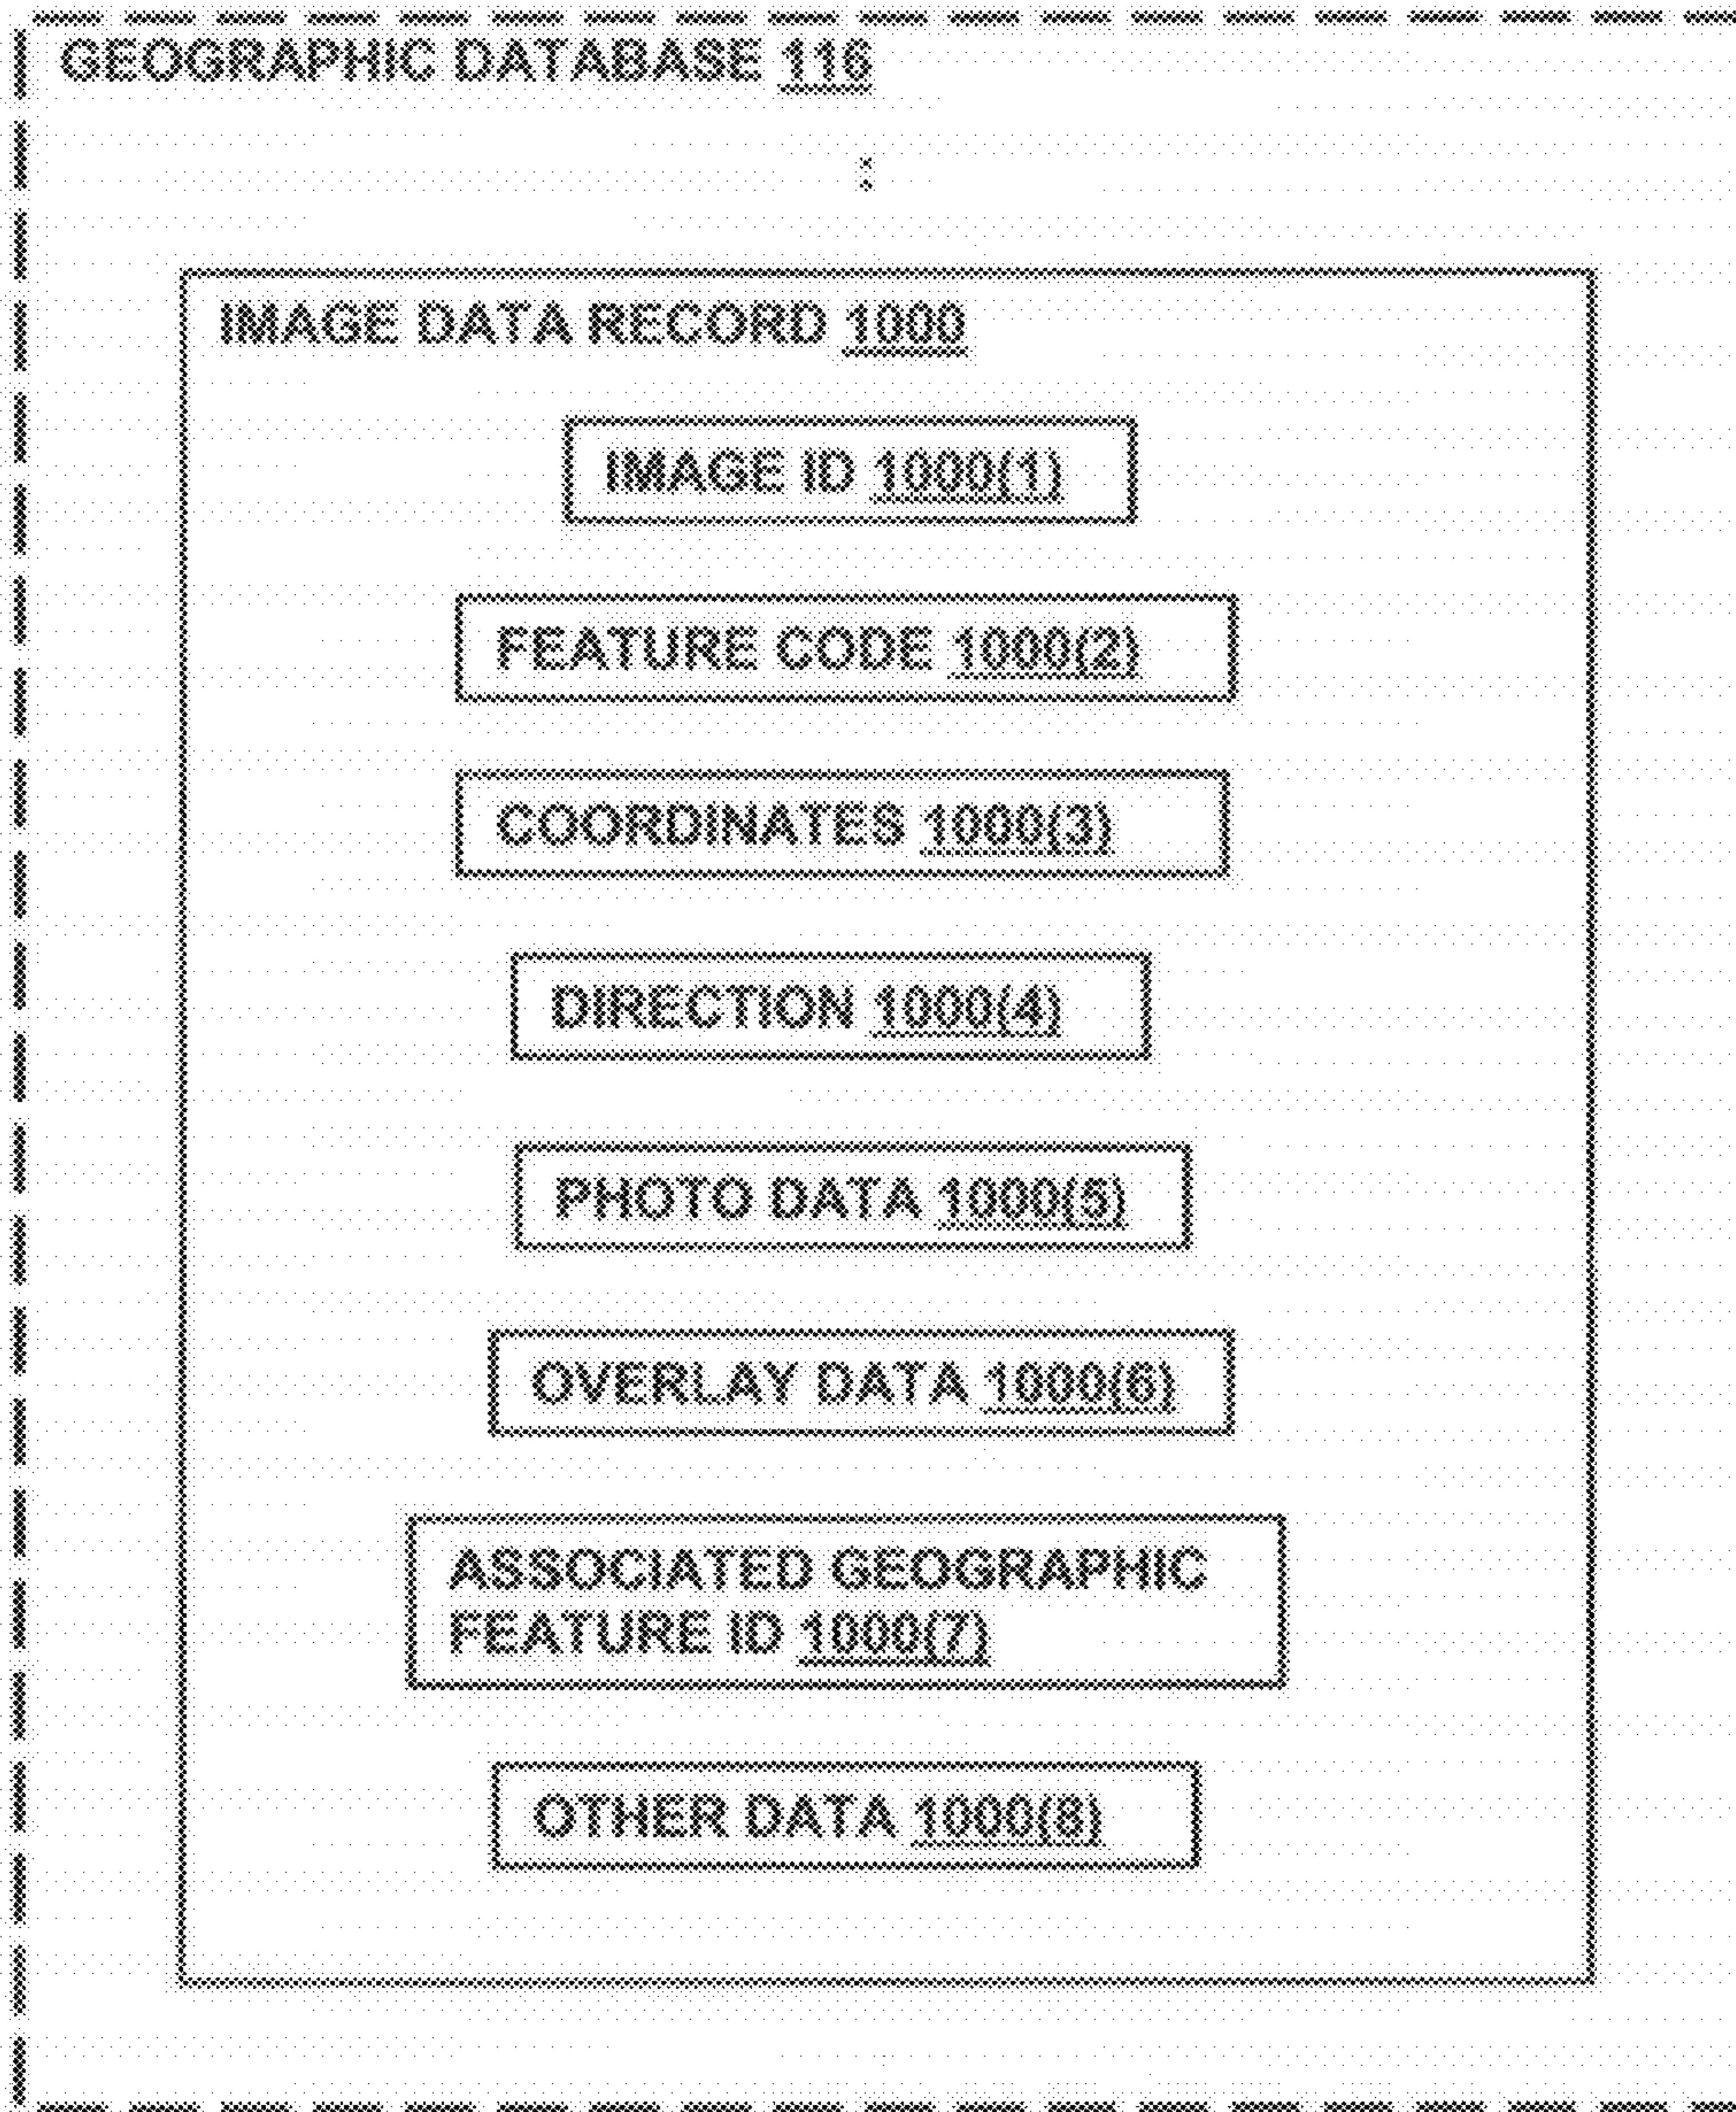 GEOGRAPHIC DATABASE 116
:
IMAGE DATA RECORD 1000
IMAGE ID 1000(1)
FEATURE CODE 1000(2)
COORDINATES 1000(3)
DIRECTION 1000(4)
PHOTO DATA 1000(5)
OVERLAY DATA 1000(6)
ASSOCIATED GEOGRAPHIC
FEATURE ID 1000(7)
OTHER DATA 1000(8)